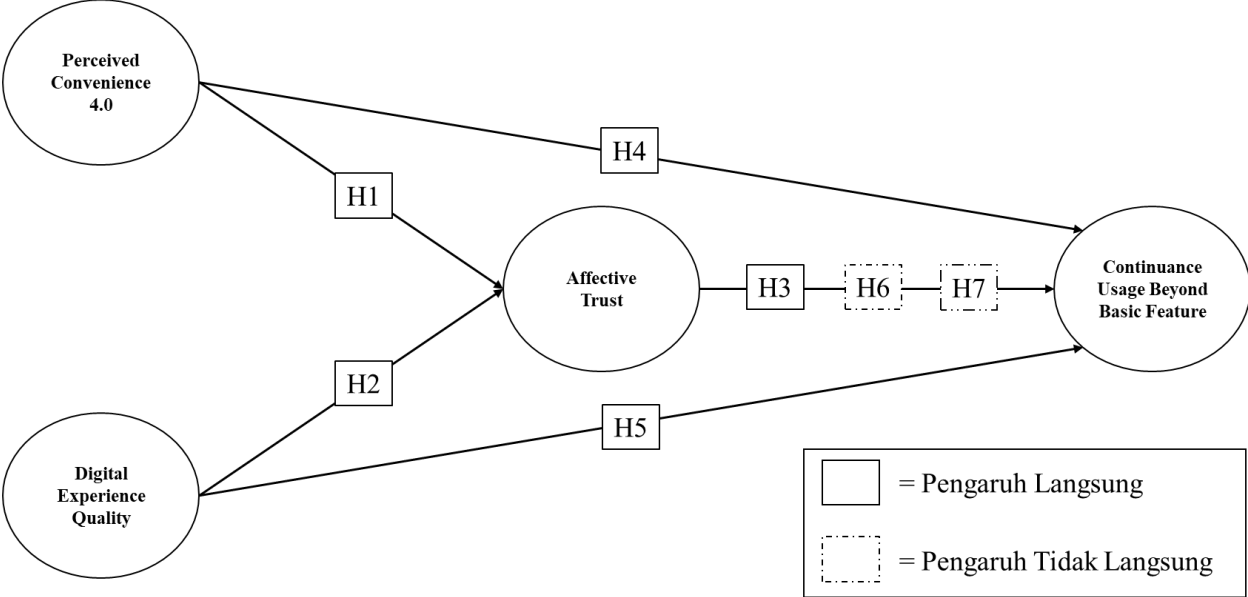 Perceived
Convenience
4.0
H4
H1
Affective
Trust
H3
H6
H7
Continuance
Usage Beyond
Basic Feature
H2
H5
Digital
Experience
Quality
= Pengaruh Langsung
= Pengaruh Tidak Langsung